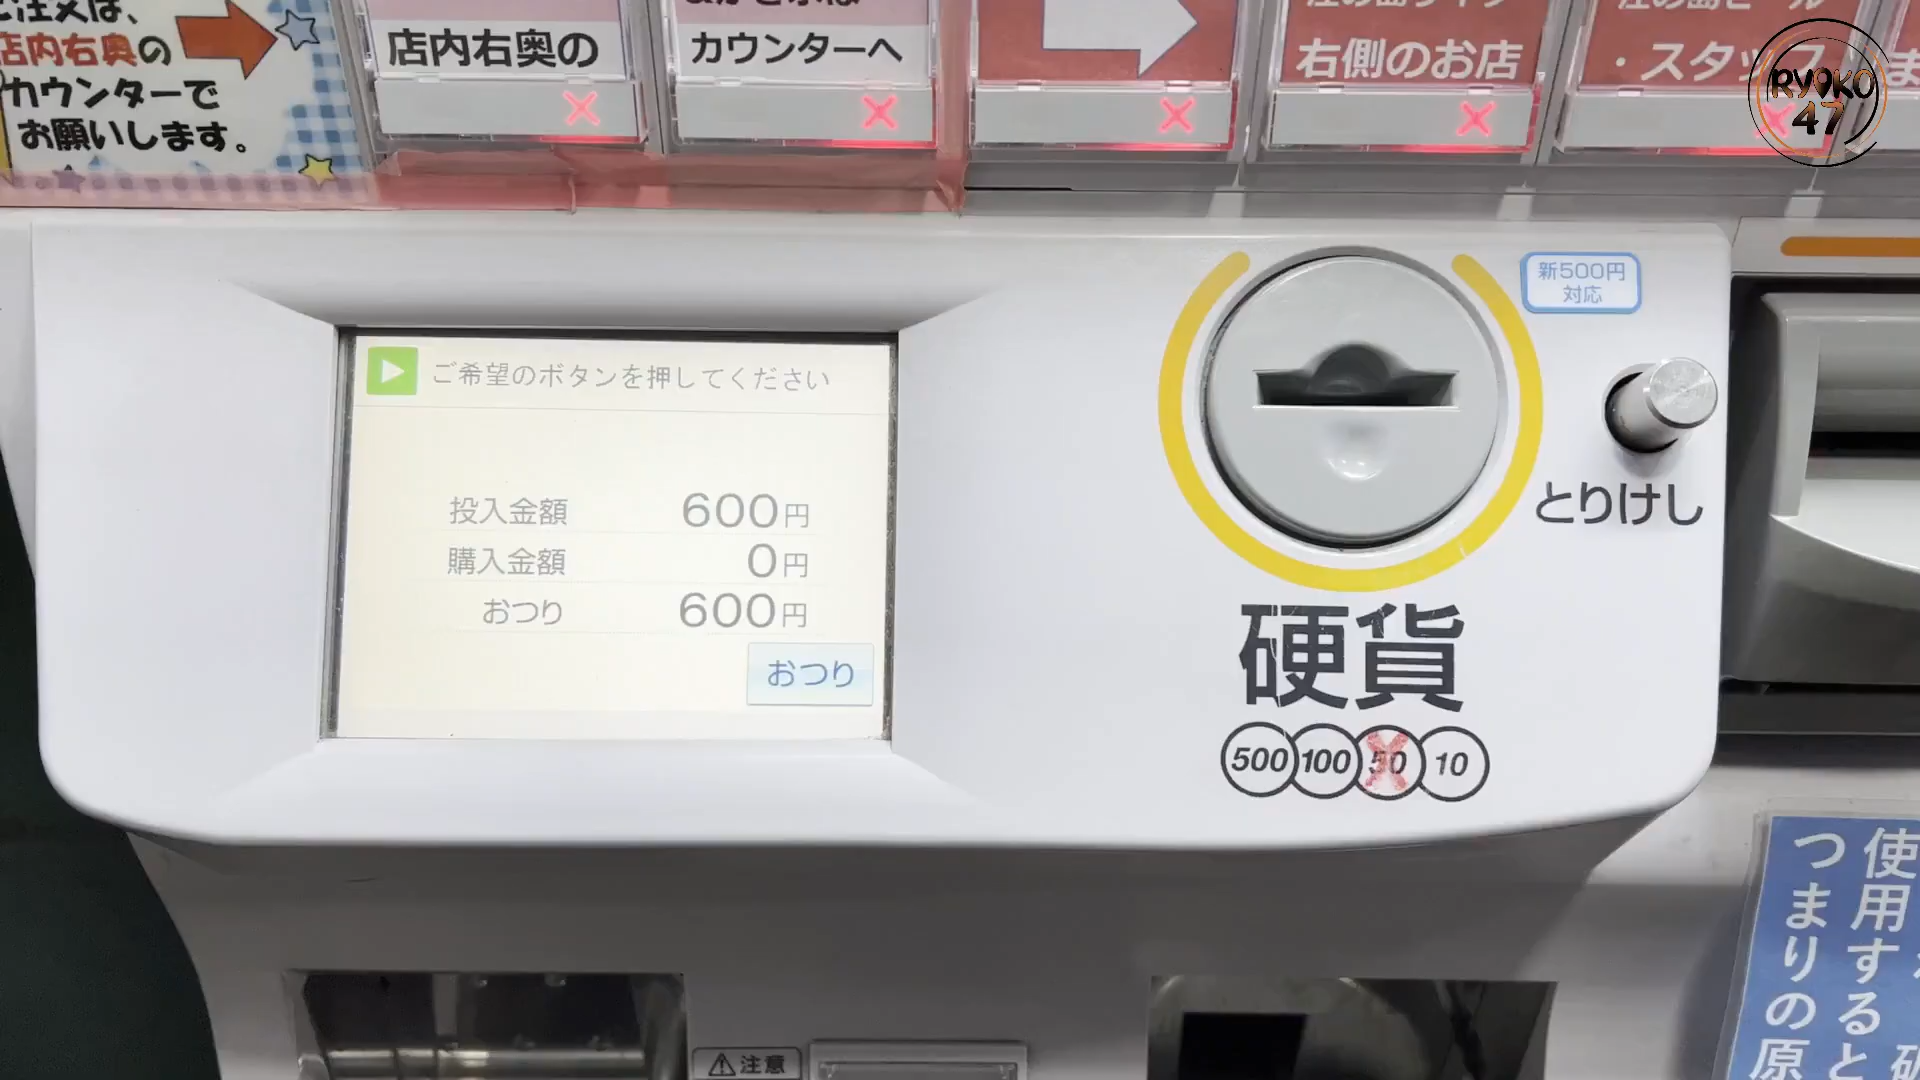 ご注文は、
店内右奥の
カウンターで
お願いします。
店内右奥の
カウンターへ
右側のお店
・スタッフ
RYOKO
47
新500円
対応
ご希望のボタンを押してください
投入金額 600円
購入金額 0円
おつり 600円
おつり
とりけし
硬貨
500 100 50 10
注意
使用すると
つまりの原